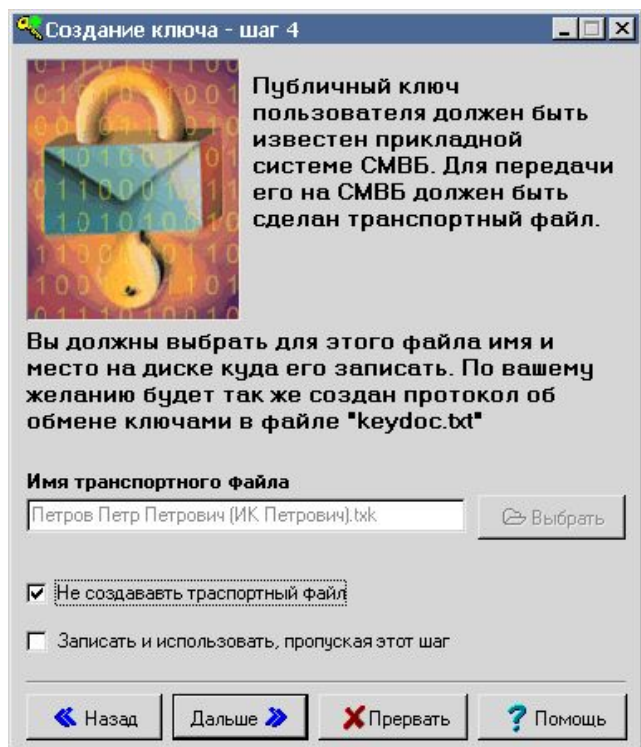 Создание ключа - шаг 4
Публичный ключ
пользователя должен быть
известен прикладной
системе СМВБ. Для передачи
его на СМВБ должен быть
сделан транспортный файл.
Вы должны выбрать для этого файла имя и
место на диске куда его записать. По вашему
желанию будет так же создан протокол об
обмене ключами в файле "keydoc.txt"
Имя транспортного файла
Петров Петр Петрович (ИК Петрович).txk
Выбрать
Не создававть траспортный файл
Записать и использовать, пропуская этот шаг
Назад
Дальше
Прервать
Помощь